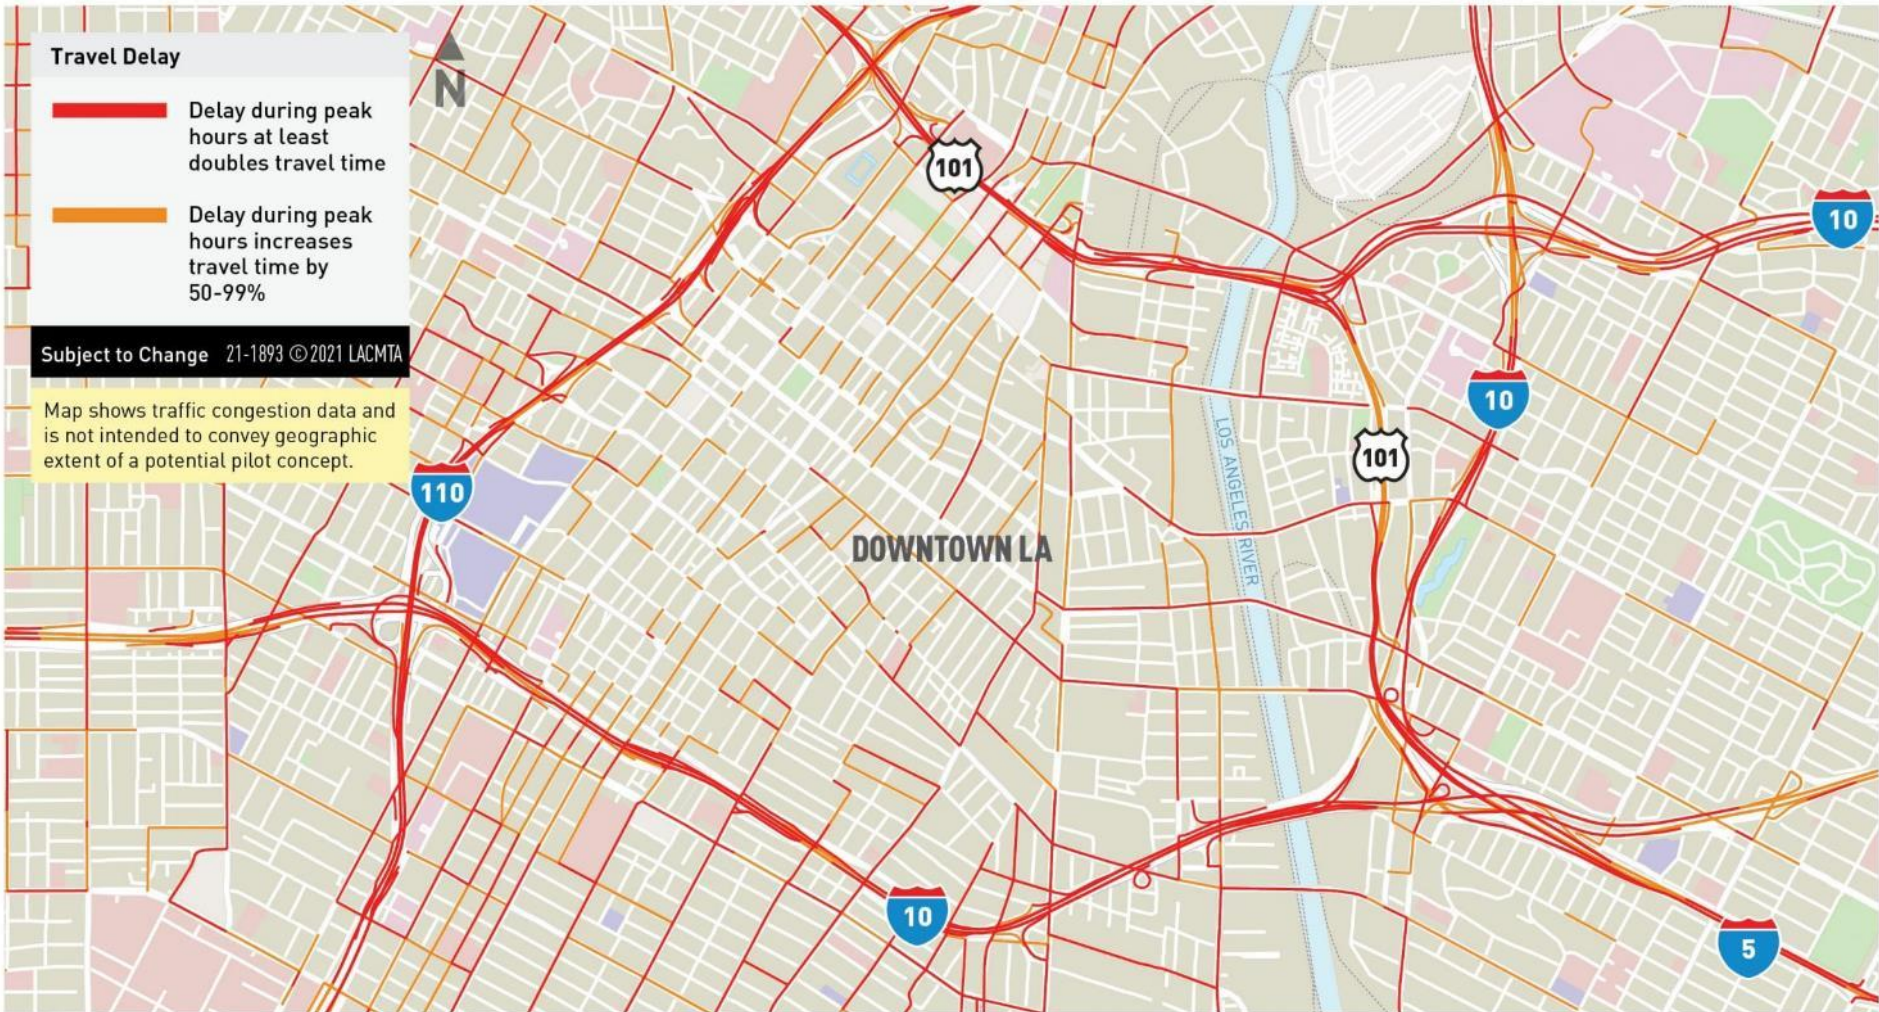 Travel Delay
Delay during peak
hours at least
doubles travel time
Delay during peak
hours increases
travel time by
50-99%
Subject to Change 21-1893 ©2021 LACMTA
Map shows traffic congestion data and
is not intended to convey geographic
extent of a potential pilot concept.
N
101
10
10
101
110
LOS ANGELES RIVER
DOWNTOWN LA
10
5